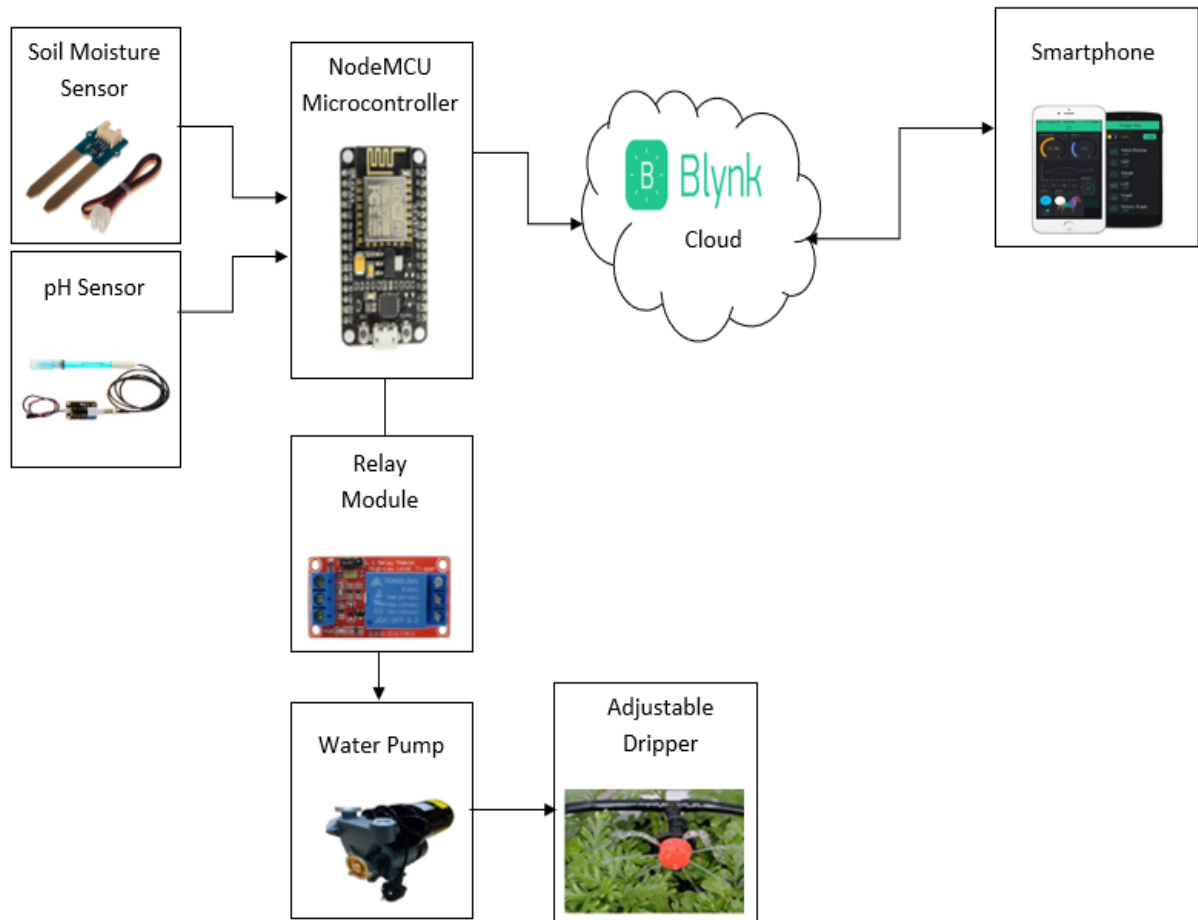 Soil Moisture
Sensor
NodeMCU
Microcontroller
Smartphone
B
Blynk
Cloud
pH Sensor
Relay
Module
Water Pump
Adjustable
Dripper